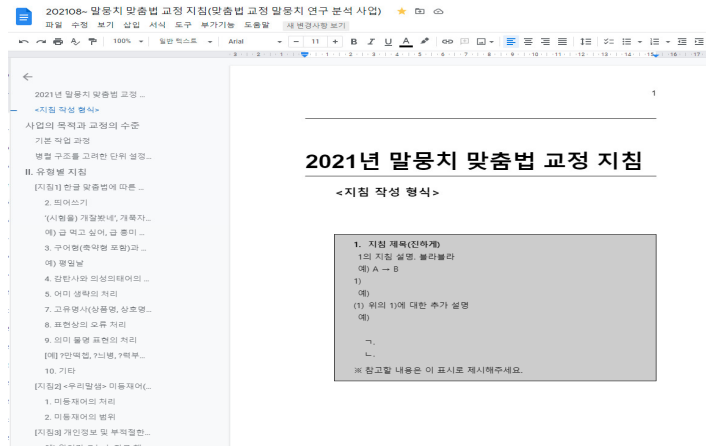 202108~ 말뭉치 맞춤법 교정 지침(맞춤법 교정 말뭉치 연구 분석 사업)
파일 수정 보기 삽입 서식 도구 부가기능 도움말 새 변경사항 보기
100% 일반 텍스트 Arial 11 B I U A
2021년 말뭉치 맞춤법 교정 ...
<지침 작성 형식>
사업의 목적과 교정의 수준
기본 작업 과정
병렬 구조를 고려한 단위 설정...
II. 유형별 지침
[지침1] 한글 맞춤법에 따른 ...
2. 띄어쓰기
'(시험을) 개잘봤네', 개폭자...
예) 급 먹고 싶어, 급 흥미 ...
3. 구어형(축약형 포함)과 ...
예) 평일날
4. 감탄사와 의성의태어의 ...
5. 어미 생략의 처리
7. 고유명사(상품명, 상호명...
8. 표현상의 오류 처리
9. 의미 불명 표현의 처리
[예] ?만떡헵, ?늬병, ?력부...
10. 기타
[지침2] <우리말샘> 미등재어(...
1. 미등재어의 처리
2. 미등재어의 범위
[지침3] 개인정보 및 부적절한...
1
2021년 말뭉치 맞춤법 교정 지침
<지침 작성 형식>
1. 지침 제목(진하게)
1의 지침 설명. 블라블라
예) A → B
1)
예)
(1) 위의 1)에 대한 추가 설명
예)
ㄱ.
ㄴ.
※ 참고할 내용은 이 표시로 제시해주세요.